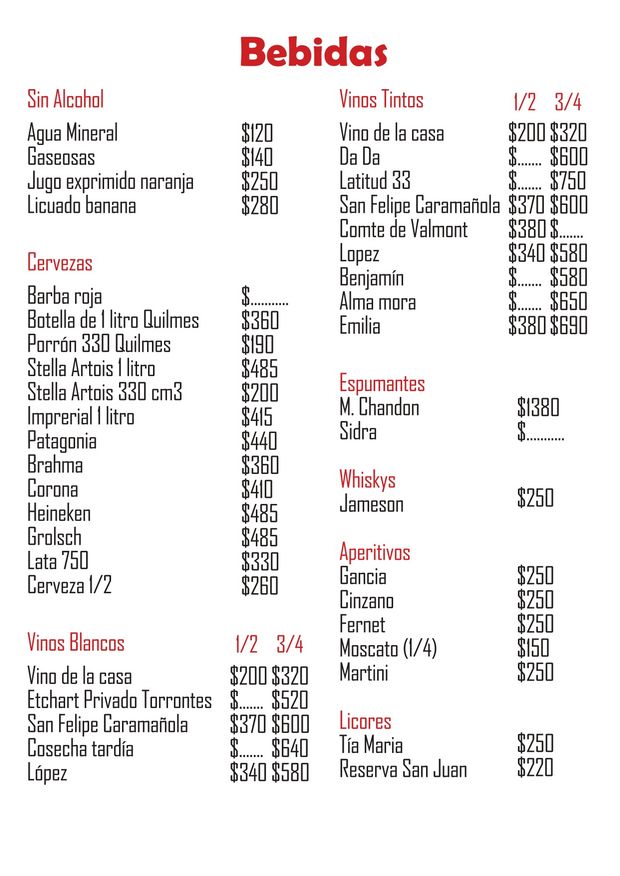 Bebidas
Sin Alcohol
Agua Mineral $120
Gaseosas $140
Jugo exprimido naranja $250
Licuado banana $280
Cervezas
Barba roja $...........
Botella de 1 litro Quilmes $360
Porrón 330 Quilmes $190
Stella Artois 1 litro $485
Stella Artois 330 cm3 $200
Imprerial 1 litro $415
Patagonia $440
Brahma $360
Corona $410
Heineken $485
Grolsch $485
Lata 750 $330
Cerveza 1/2 $260
Vinos Blancos 1/2 3/4
Vino de la casa $200 $320
Etchart Privado Torrontes $....... $520
San Felipe Caramañola $370 $600
Cosecha tardía $....... $640
López $340 $580
Vinos Tintos 1/2 3/4
Vino de la casa $200 $320
Da Da $....... $600
Latitud 33 $....... $750
San Felipe Caramañola $370 $600
Comte de Valmont $380 $.......
Lopez $340 $580
Benjamín $....... $580
Alma mora $....... $650
Emilia $380 $690
Espumantes
M. Chandon $1380
Sidra $...........
Whiskys
Jameson $250
Aperitivos
Gancia $250
Cinzano $250
Fernet $250
Moscato (1/4) $150
Martini $250
Licores
Tía Maria $250
Reserva San Juan $220